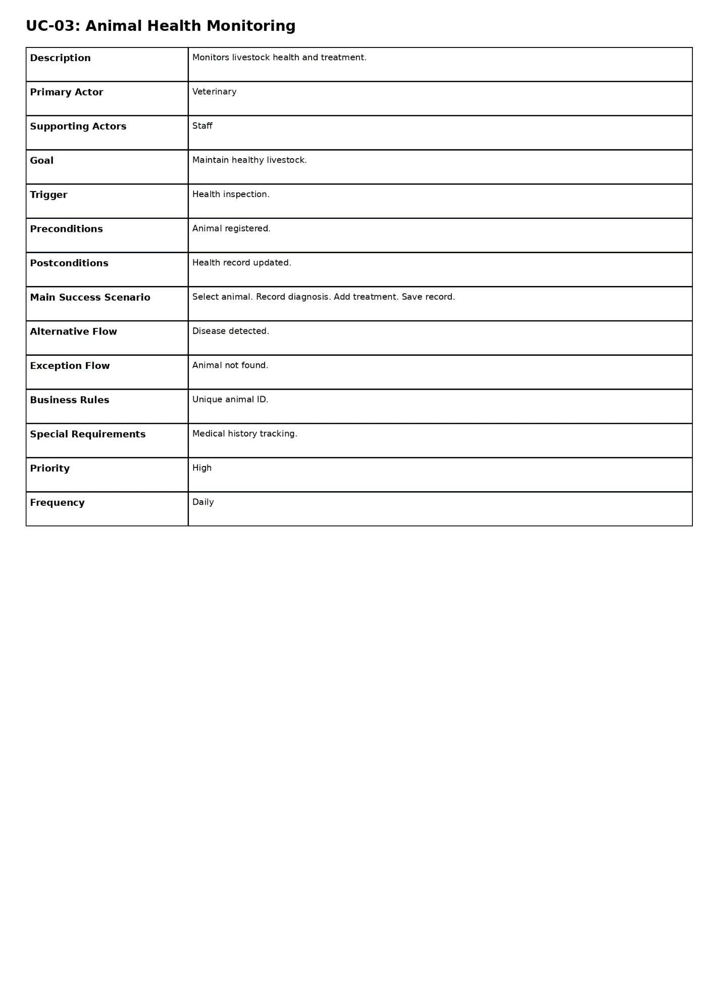 UC-03: Animal Health Monitoring
Description Monitors livestock health and treatment.
Primary Actor Veterinary
Supporting Actors Staff
Goal Maintain healthy livestock.
Trigger Health inspection.
Preconditions Animal registered.
Postconditions Health record updated.
Main Success Scenario Select animal. Record diagnosis. Add treatment. Save record.
Alternative Flow Disease detected.
Exception Flow Animal not found.
Business Rules Unique animal ID.
Special Requirements Medical history tracking.
Priority High
Frequency Daily